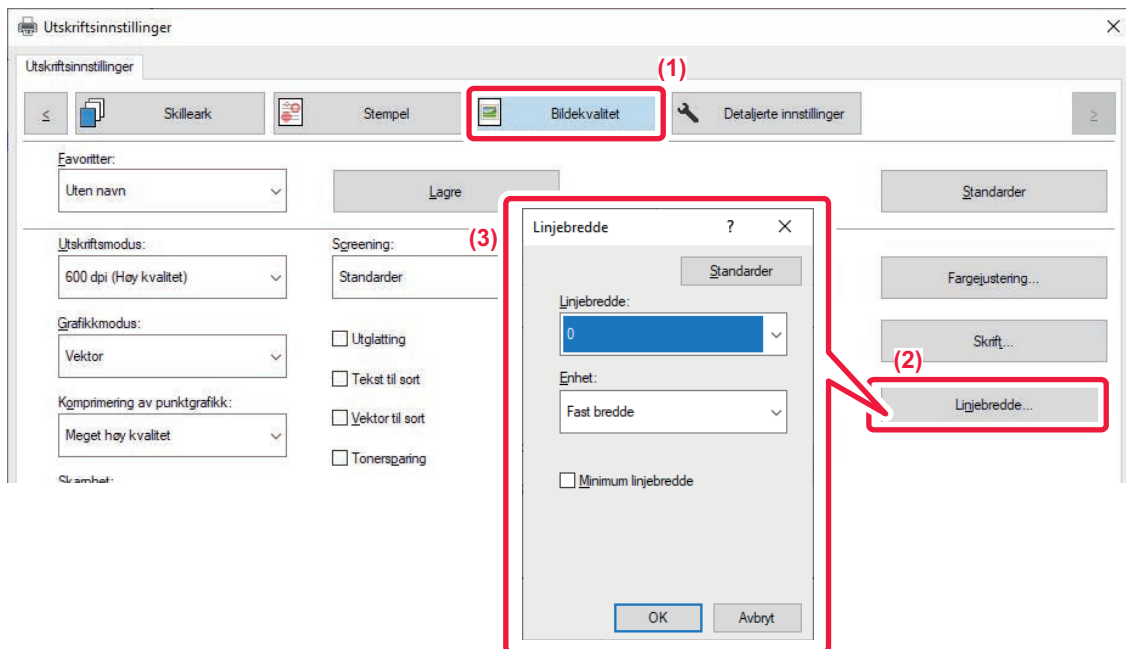 Utskriftsinnstillinger
Utskriftsinnstillinger
(1)
≤ Skilleark Stempel Bildekvalitet Detaljerte innstillinger ≥
Favoritter:
Uten navn Lagre Standarder
(3)
Utskriftsmodus: Screening:
600 dpi (Høy kvalitet) Standarder Fargejustering...
Grafikkmodus:
Vektor
Utglatting Skrift...
Tekst til sort
(2)
Komprimering av punktgrafikk:
Meget høy kvalitet
Vektor til sort Linjebredde...
Tonersparing
Skarphet:
Linjebredde ?
Standarder
Linjebredde:
0
Enhet:
Fast bredde
Minimum linjebredde
OK Avbryt